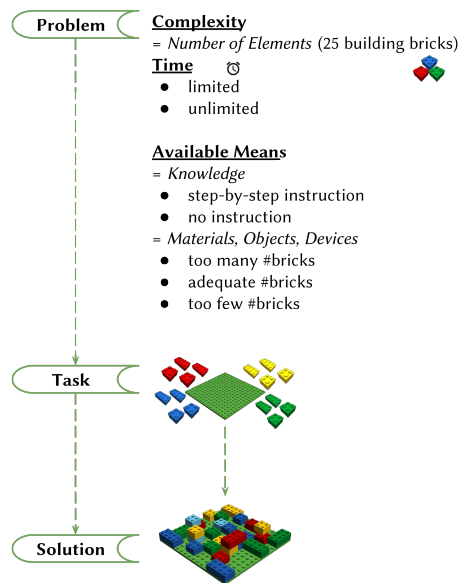 Problem
Complexity
= Number of Elements (25 building bricks)
Time
● limited
● unlimited
Available Means
= Knowledge
● step-by-step instruction
● no instruction
= Materials, Objects, Devices
● too many #bricks
● adequate #bricks
● too few #bricks
Task
Solution